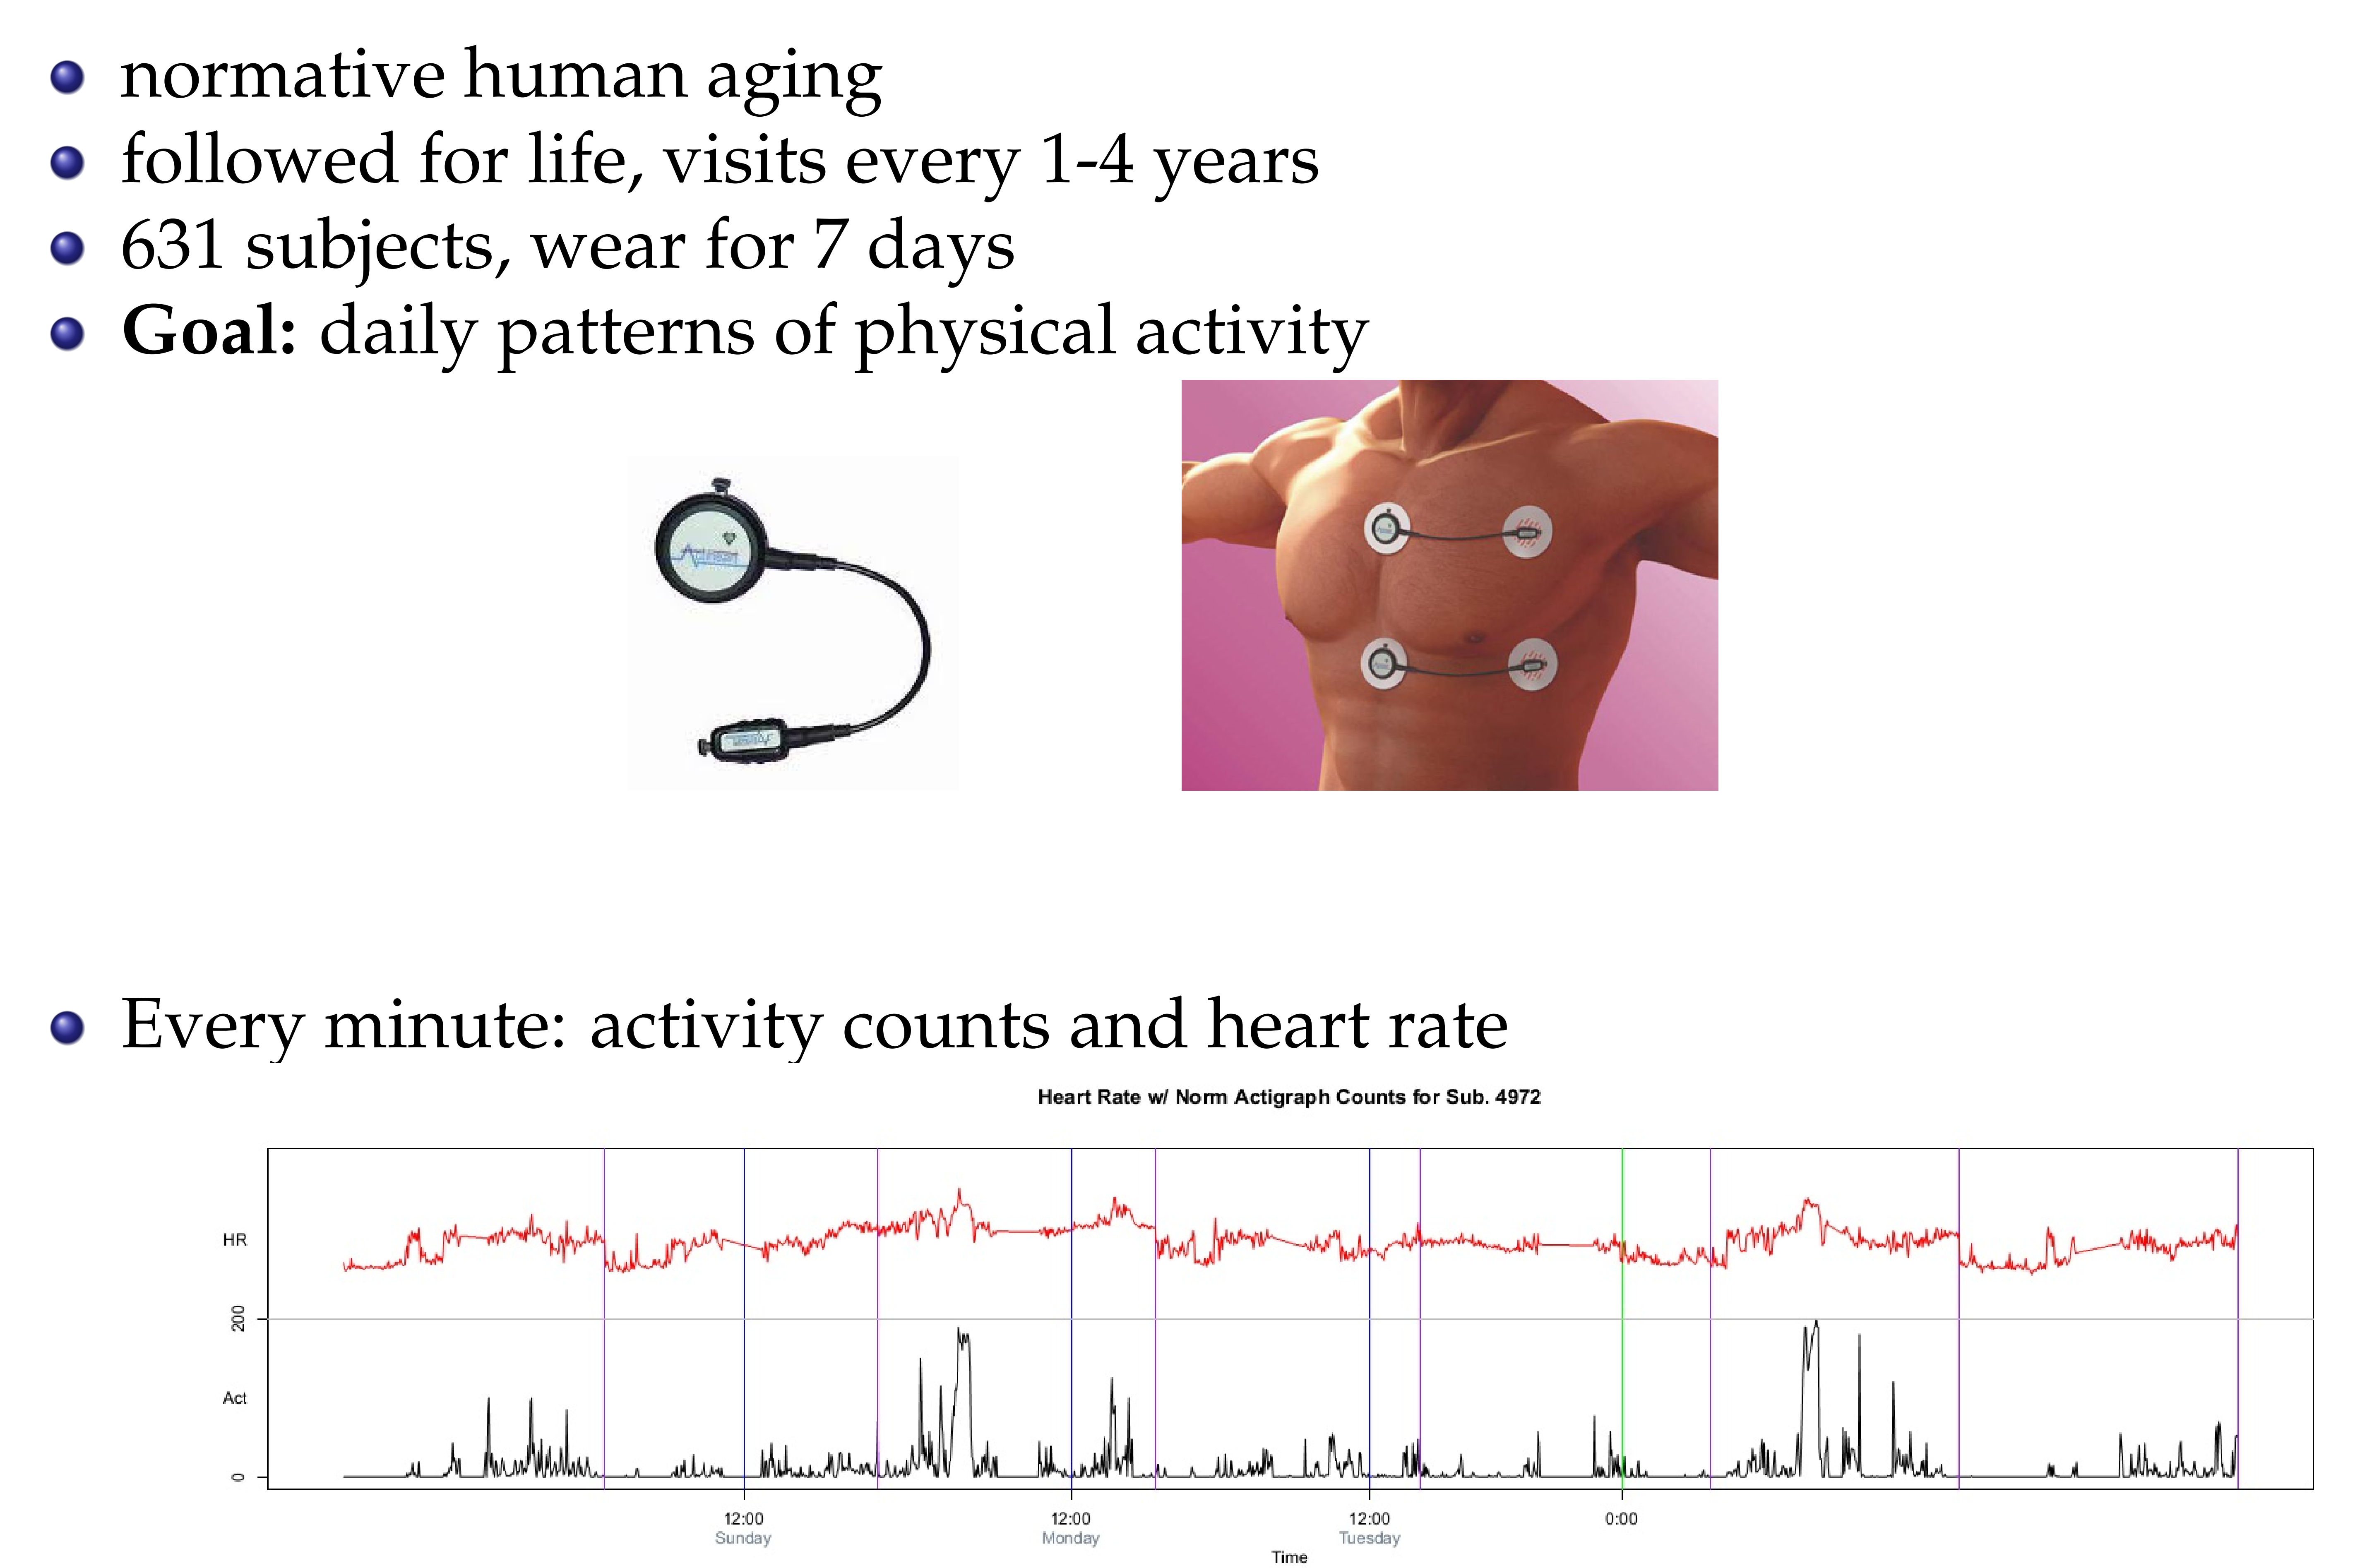 normative human aging
followed for life, visits every 1-4 years
631 subjects, wear for 7 days
Goal: daily patterns of physical activity
Every minute: activity counts and heart rate
Heart Rate w/ Norm Actigraph Counts for Sub. 4972
HR
200
Act
0
12:00 12:00 12:00 0:00
Sunday Monday Tuesday
Time